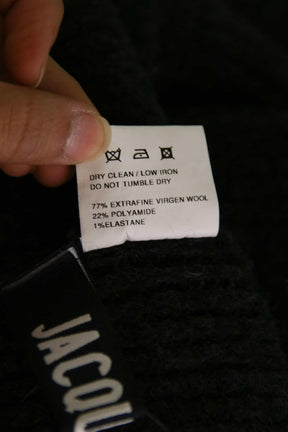 DRY CLEAN / LOW IRON
DO NOT TUMBLE DRY
77% EXTRAFINE VIRGEN WOOL
22% POLYAMIDE
1%ELASTANE
JACQU